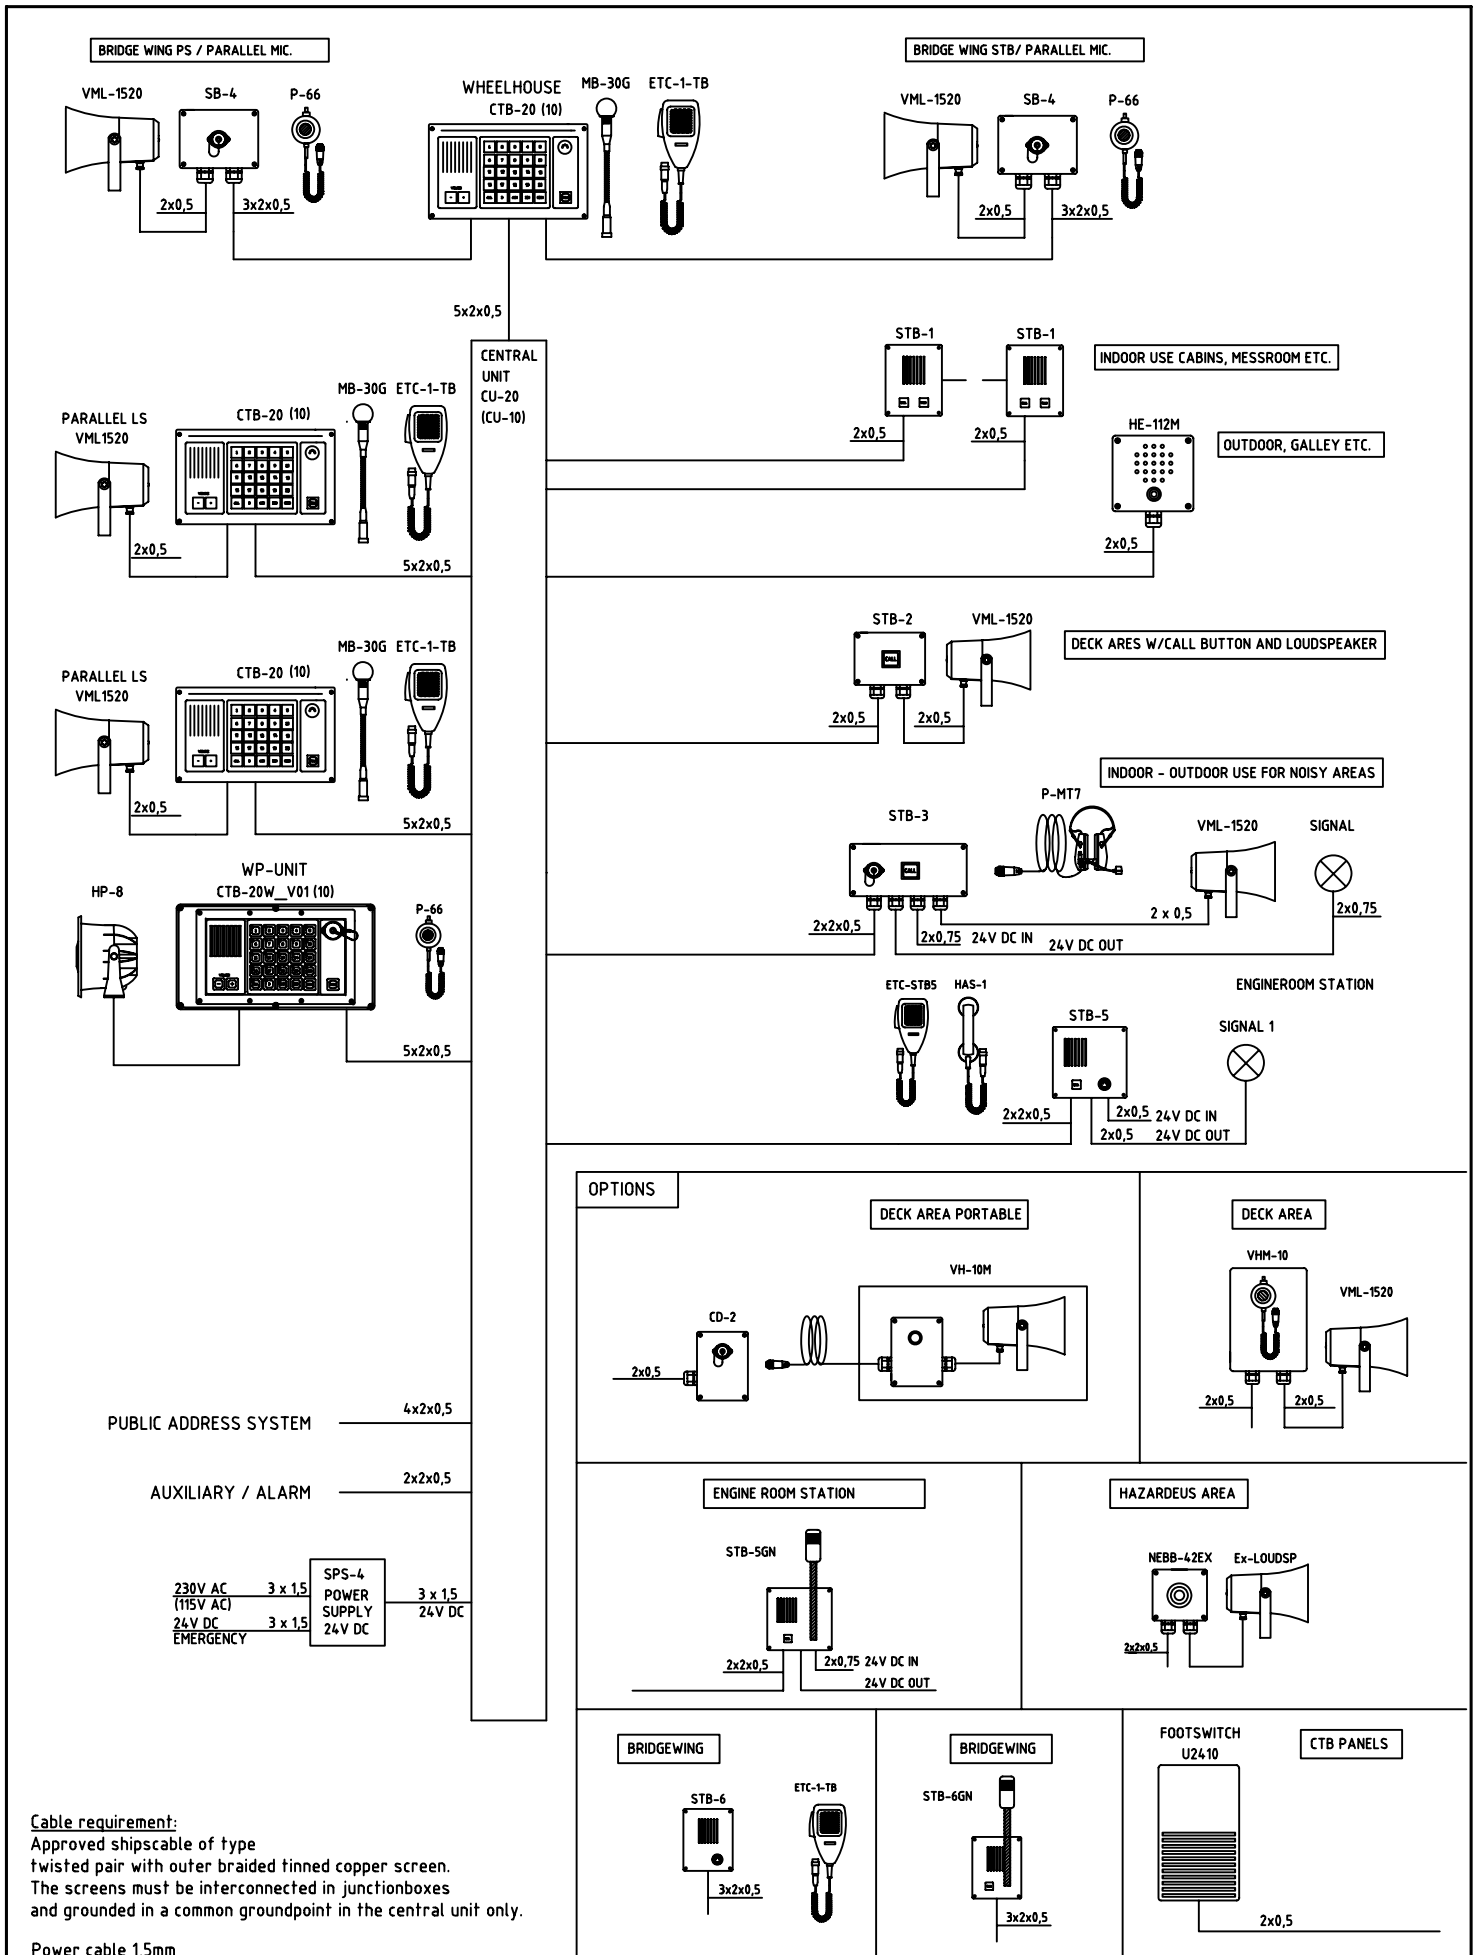 BRIDGE WING PS / PARALLEL MIC.
VML-1520
SB-4
P-66
2x0,5
3x2x0,5
WHEELHOUSE
CTB-20 (10)
MB-30G
ETC-1-TB
BRIDGE WING STB/ PARALLEL MIC.
VML-1520
SB-4
P-66
2x0,5
3x2x0,5
5x2x0,5
CENTRAL
UNIT
CU-20
(CU-10)
PARALLEL LS
VML1520
CTB-20 (10)
MB-30G
ETC-1-TB
2x0,5
5x2x0,5
PARALLEL LS
VML1520
CTB-20 (10)
MB-30G
ETC-1-TB
2x0,5
5x2x0,5
HP-8
WP-UNIT
CTB-20W_V01 (10)
P-66
5x2x0,5
STB-1
STB-1
INDOOR USE CABINS, MESSROOM ETC.
2x0,5
2x0,5
HE-112M
OUTDOOR, GALLEY ETC.
2x0,5
STB-2
CALL
VML-1520
DECK ARES W/CALL BUTTON AND LOUDSPEAKER
2x0,5
2x0,5
INDOOR - OUTDOOR USE FOR NOISY AREAS
STB-3
CALL
P-MT7
VML-1520
SIGNAL
2x2x0,5
2x0,75
24V DC IN
24V DC OUT
2 x 0,5
2x0,75
ENGINEROOM STATION
ETC-STB5
HAS-1
STB-5
SIGNAL 1
2x2x0,5
2x0,5
24V DC IN
2x0,5
24V DC OUT
PUBLIC ADDRESS SYSTEM
4x2x0,5
AUXILIARY / ALARM
2x2x0,5
230V AC
3 x 1,5
(115V AC)
24V DC
3 x 1,5
EMERGENCY
SPS-4
POWER
SUPPLY
24V DC
3 x 1,5
24V DC
OPTIONS
DECK AREA PORTABLE
CD-2
VH-10M
2x0,5
DECK AREA
VHM-10
VML-1520
2x0,5
2x0,5
ENGINE ROOM STATION
STB-5GN
2x2x0,5
2x0,75
24V DC IN
24V DC OUT
HAZARDEUS AREA
NEBB-42EX
Ex-LOUDSP
2x2x0,5
BRIDGEWING
STB-6
ETC-1-TB
3x2x0,5
BRIDGEWING
STB-6GN
3x2x0,5
FOOTSWITCH
U2410
CTB PANELS
2x0,5
Cable requirement:
Approved shipscable of type
twisted pair with outer braided tinned copper screen.
The screens must be interconnected in junctionboxes
and grounded in a common groundpoint in the central unit only.
Power cable 1.5mm